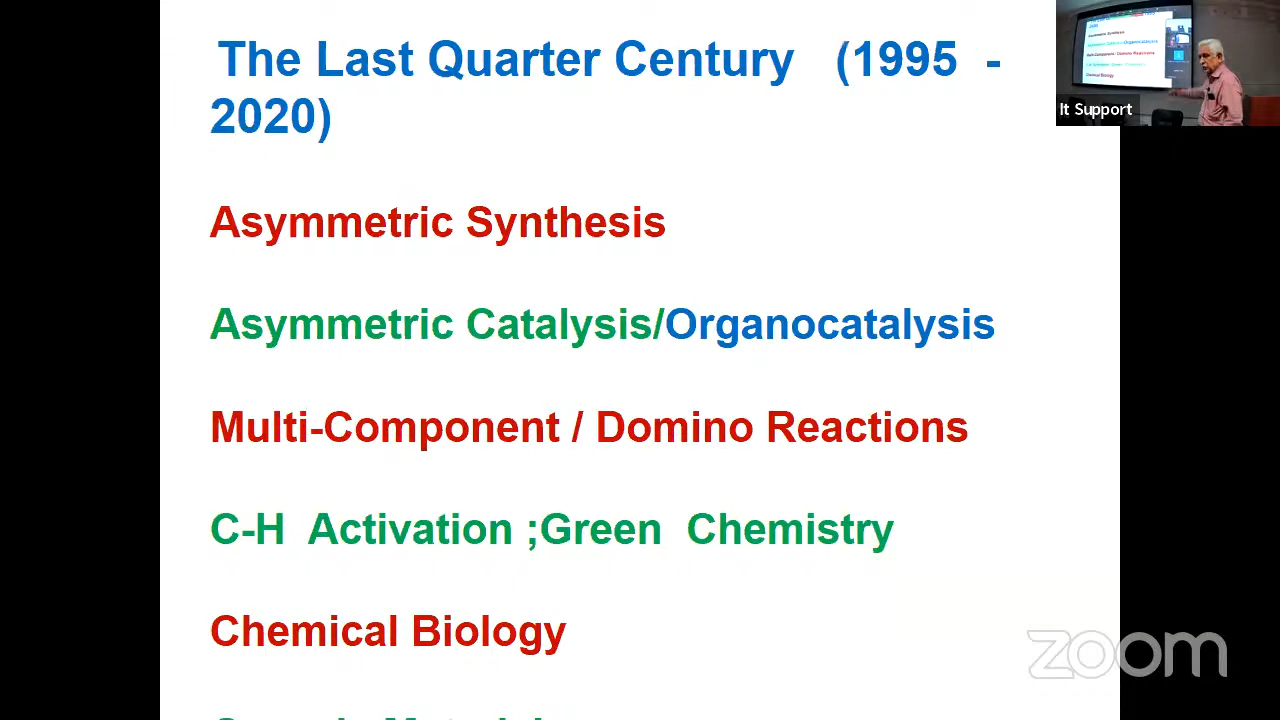 The Last Quarter Century (1995 -
2020)
It Support
Asymmetric Synthesis
Asymmetric Catalysis/Organocatalysis
Multi-Component / Domino Reactions
C-H Activation ;Green Chemistry
Chemical Biology
zoom